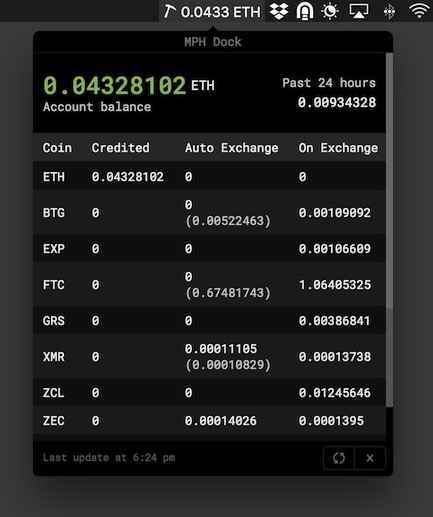 0.0433 ETH
MPH Dock
0.04328102 ETH
Account balance
Past 24 hours
0.00934328
Coin Credited Auto Exchange On Exchange
ETH 0.04328102 0 0
BTG 0 0 (0.00522463) 0.00109092
EXP 0 0 0.00106609
FTC 0 0 (0.67481743) 1.06405325
GRS 0 0 0.00386841
XMR 0 0.00011105 (0.00010829) 0.00013738
ZCL 0 0 0.01245646
ZEC 0 0.00014026 0.0001395
Last update at 6:24 pm